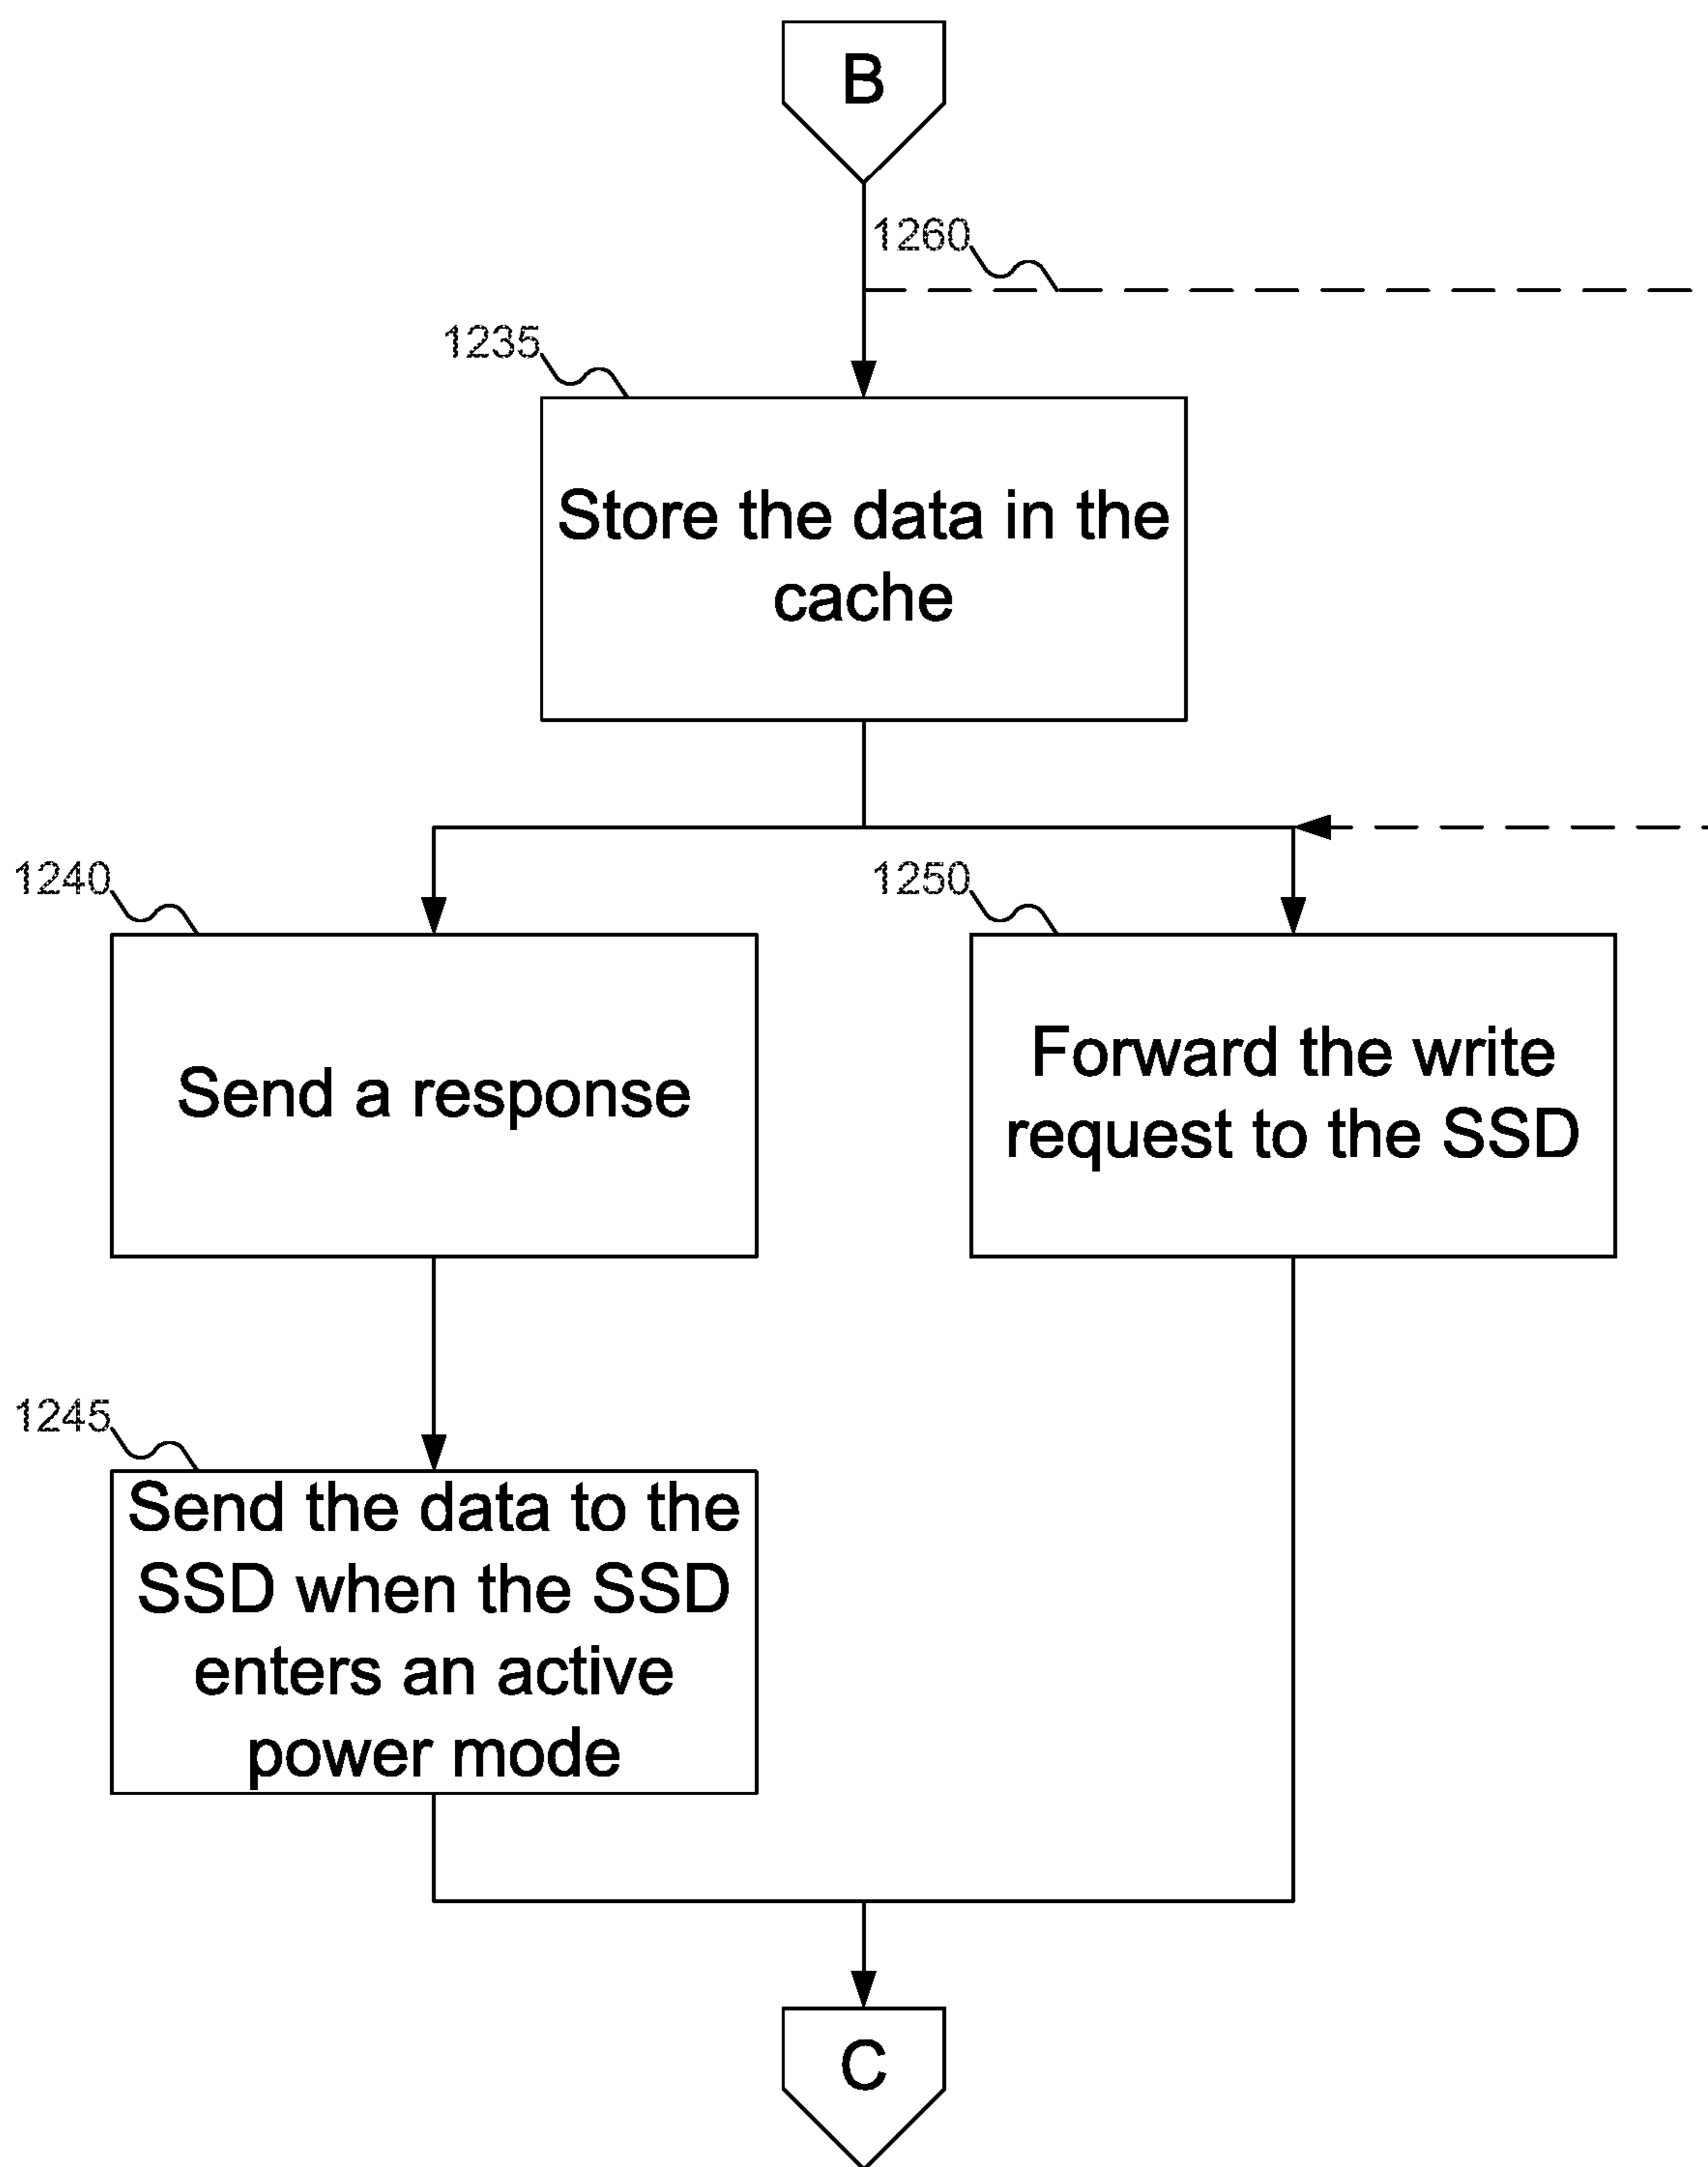 B
1260
1235
Store the data in the
cache
1240
1250
Send a response
Forward the write
request to the SSD
1245
Send the data to the
SSD when the SSD
enters an active
power mode
C